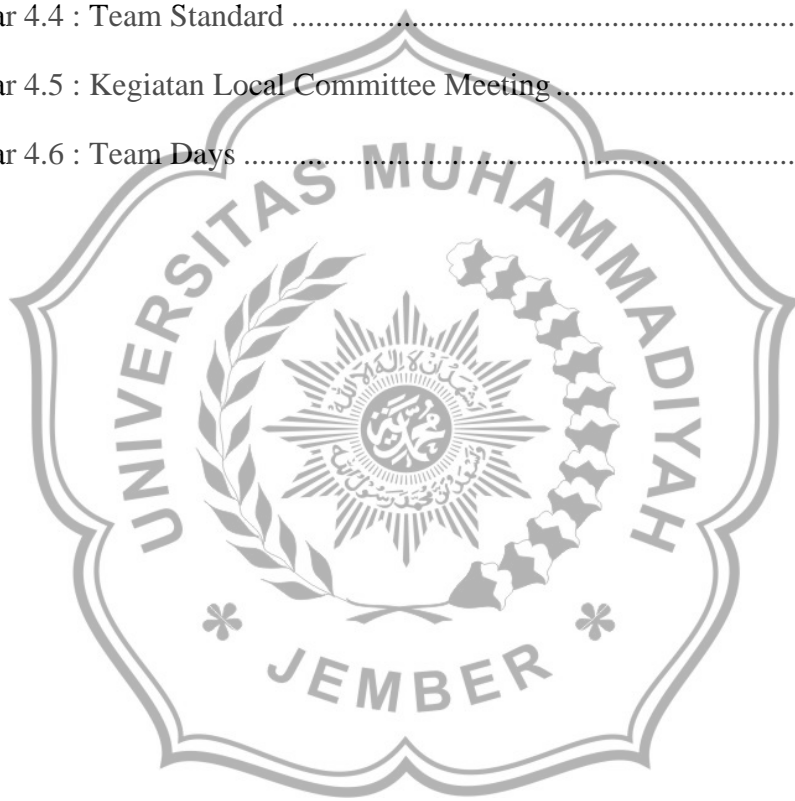 ar 4.4 : Team Standard ........................................................................
ar 4.5 : Kegiatan Local Committee Meeting ........................................
ar 4.6 : Team Days ..............................................................................
UNIVERSITAS MUHAMMADIYAH
JEMBER